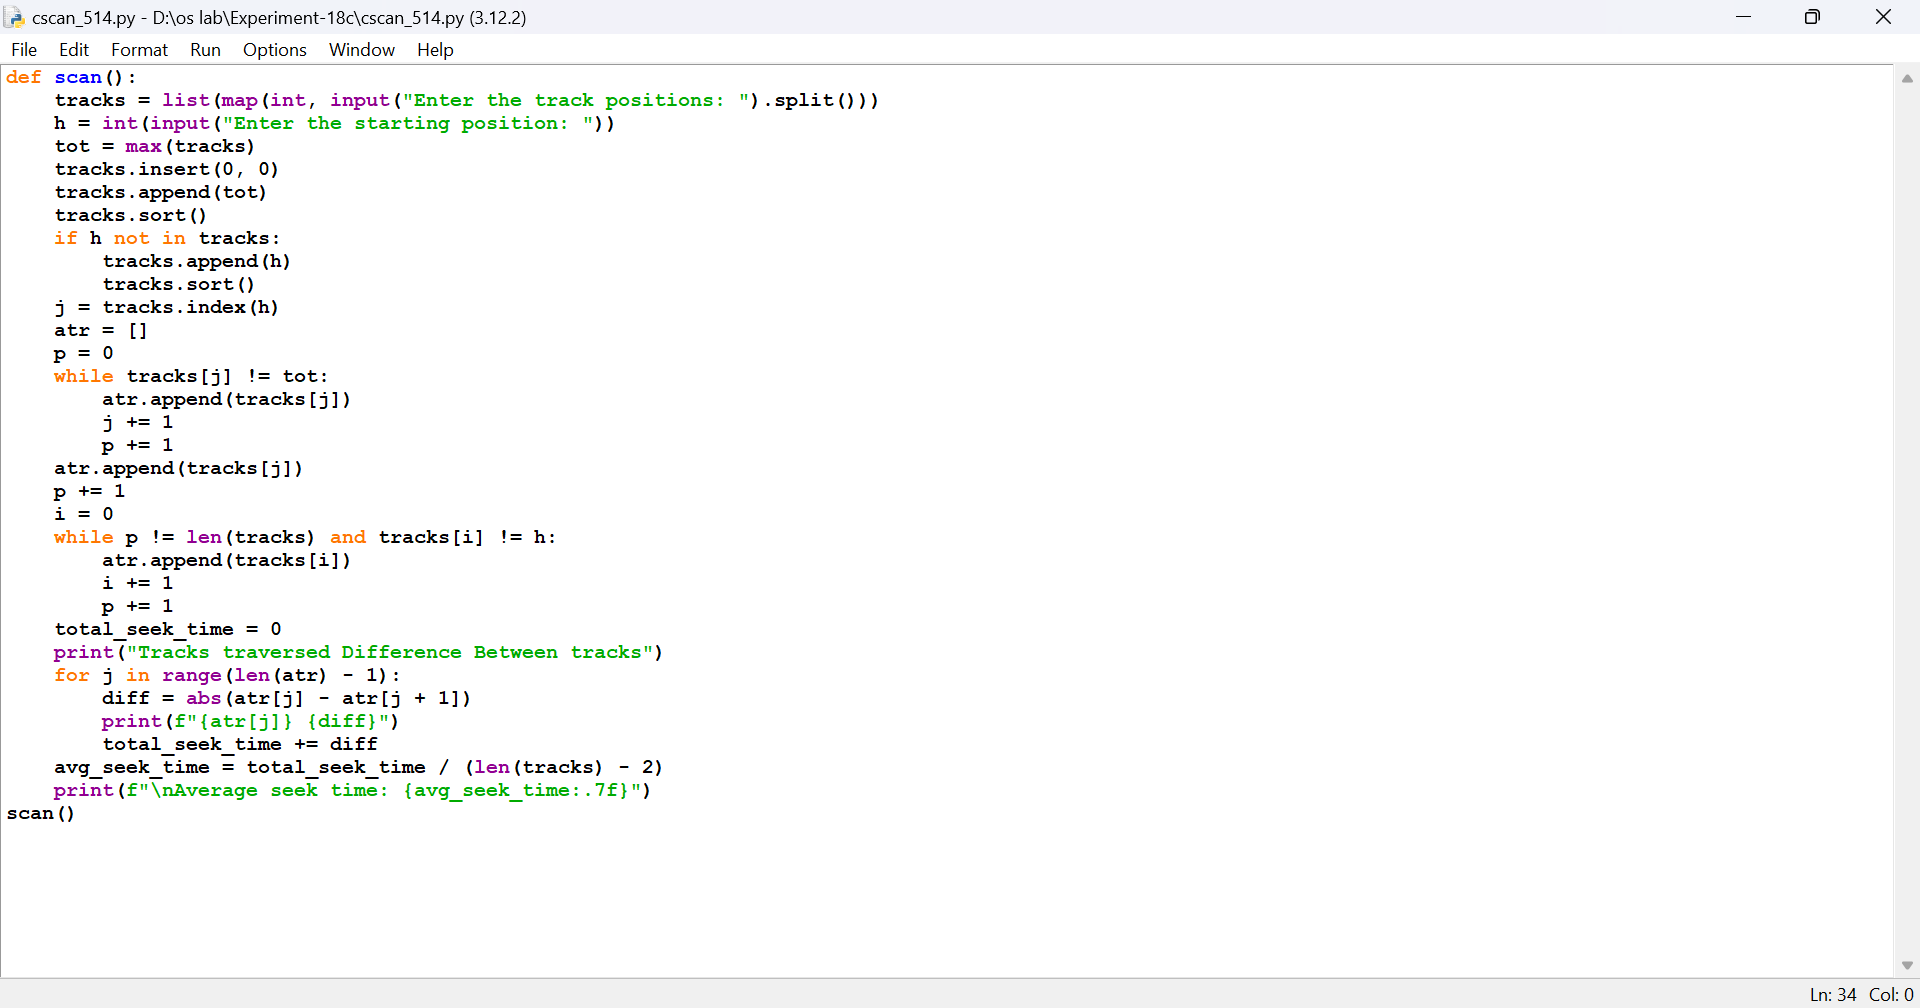 cscan_514.py - D:\os lab\Experiment-18c\cscan_514.py (3.12.2)
File Edit Format Run Options Window Help
def scan():
    tracks = list(map(int, input("Enter the track positions: ").split()))
    h = int(input("Enter the starting position: "))
    tot = max(tracks)
    tracks.insert(0, 0)
    tracks.append(tot)
    tracks.sort()
    if h not in tracks:
        tracks.append(h)
        tracks.sort()
    j = tracks.index(h)
    atr = []
    p = 0
    while tracks[j] != tot:
        atr.append(tracks[j])
        j += 1
        p += 1
    atr.append(tracks[j])
    p += 1
    i = 0
    while p != len(tracks) and tracks[i] != h:
        atr.append(tracks[i])
        i += 1
        p += 1
    total_seek_time = 0
    print("Tracks traversed Difference Between tracks")
    for j in range(len(atr) - 1):
        diff = abs(atr[j] - atr[j + 1])
        print(f"{atr[j]} {diff}")
        total_seek_time += diff
    avg_seek_time = total_seek_time / (len(tracks) - 2)
    print(f"\nAverage seek time: {avg_seek_time:.7f}")
scan()
Ln: 34 Col: 0